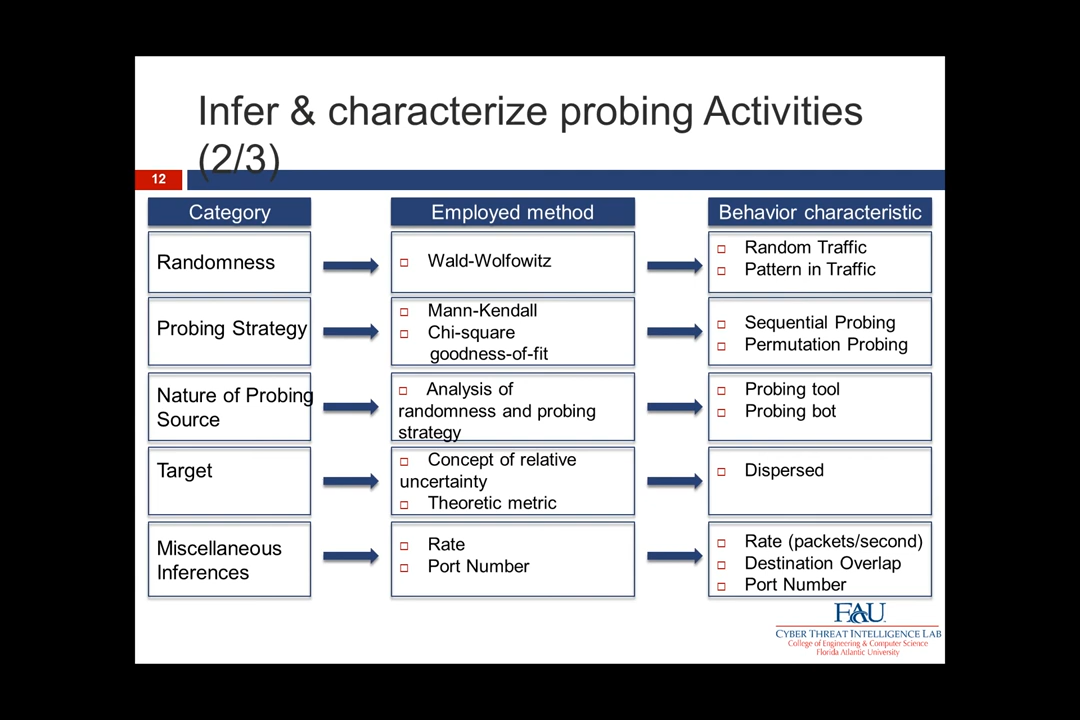 Infer & characterize probing Activities
(2/3)
12
Category
Employed method
Behavior characteristic
Randomness
Wald-Wolfowitz
Random Traffic
Pattern in Traffic
Probing Strategy
Mann-Kendall
Chi-square
goodness-of-fit
Sequential Probing
Permutation Probing
Nature of Probing
Source
Analysis of
randomness and probing
strategy
Probing tool
Probing bot
Target
Concept of relative
uncertainty
Theoretic metric
Dispersed
Miscellaneous
Inferences
Rate
Port Number
Rate (packets/second)
Destination Overlap
Port Number
FAU
CYBER THREAT INTELLIGENCE LAB
College of Engineering & Computer Science
Florida Atlantic University